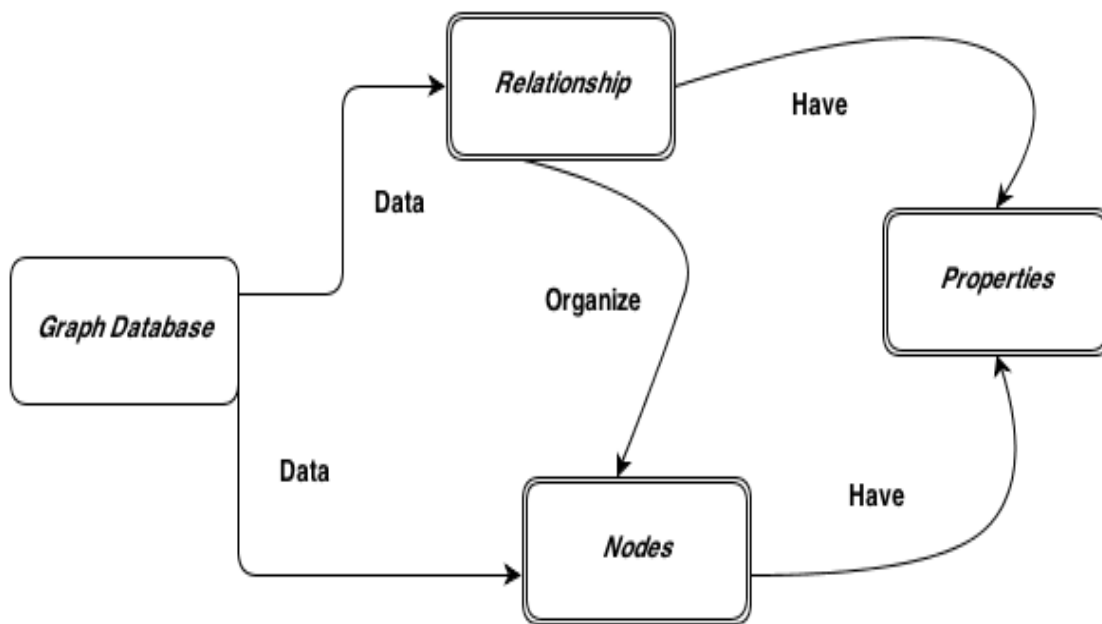 Relationship
Have
Data
Properties
Organize
Graph Database
Data
Have
Nodes